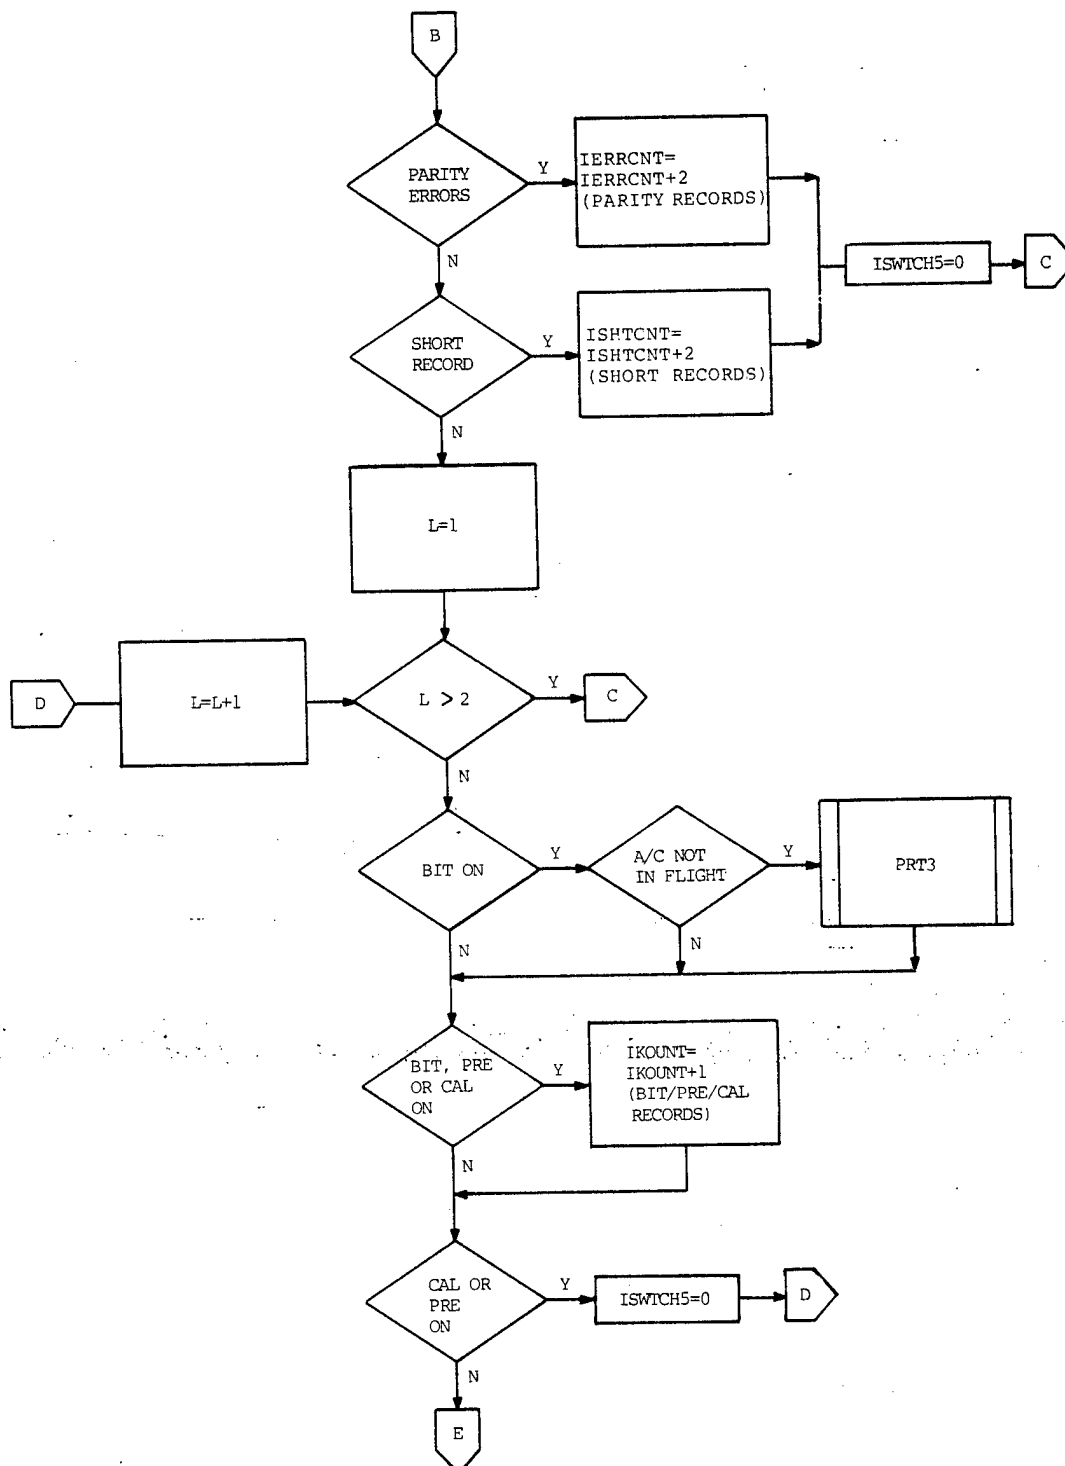 B
PARITY
ERRORS
Y
IERRCNT=
IERRCNT+2
(PARITY RECORDS)
N
ISWTCH5=0
C
SHORT
RECORD
Y
ISHTCNT=
ISHTCNT+2
(SHORT RECORDS)
N
L=1
D
L=L+1
L > 2
Y
C
N
BIT ON
Y
A/C NOT
IN FLIGHT
Y
PRT3
N
N
BIT, PRE
OR CAL
ON
Y
IKOUNT=
IKOUNT+1
(BIT/PRE/CAL
RECORDS)
N
CAL OR
PRE
ON
Y
ISWTCH5=0
D
N
E